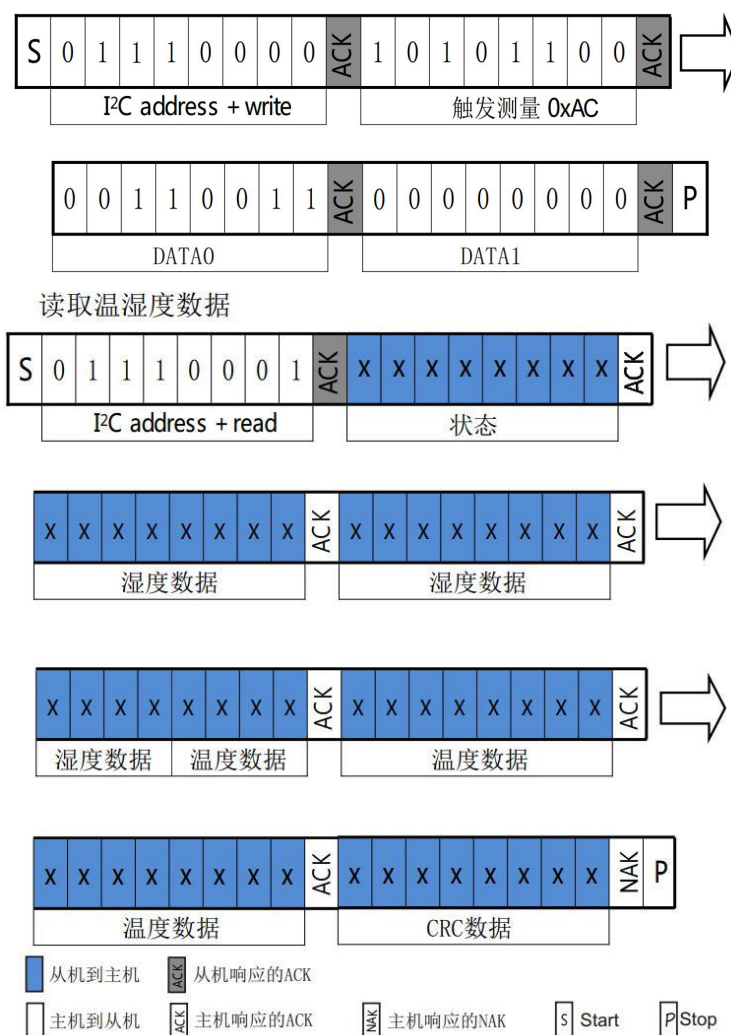 S 0 1 1 1 0 0 0 0 ACK 1 0 1 0 1 1 0 0 ACK
I²C address + write 触发测量 0xAC
0 0 1 1 0 0 1 1 ACK 0 0 0 0 0 0 0 0 ACK P
DATA0 DATA1
读取温湿度数据
S 0 1 1 1 0 0 0 1 ACK X X X X X X X X ACK
I²C address + read 状态
X X X X X X X X ACK X X X X X X X X ACK
湿度数据 湿度数据
X X X X X X X X ACK X X X X X X X X ACK
湿度数据 温度数据 温度数据
X X X X X X X X ACK X X X X X X X X NAK P
温度数据 CRC数据
从机到主机 ACK 从机响应的ACK
主机到从机 ACK 主机响应的ACK NAK 主机响应的NAK S Start P Stop